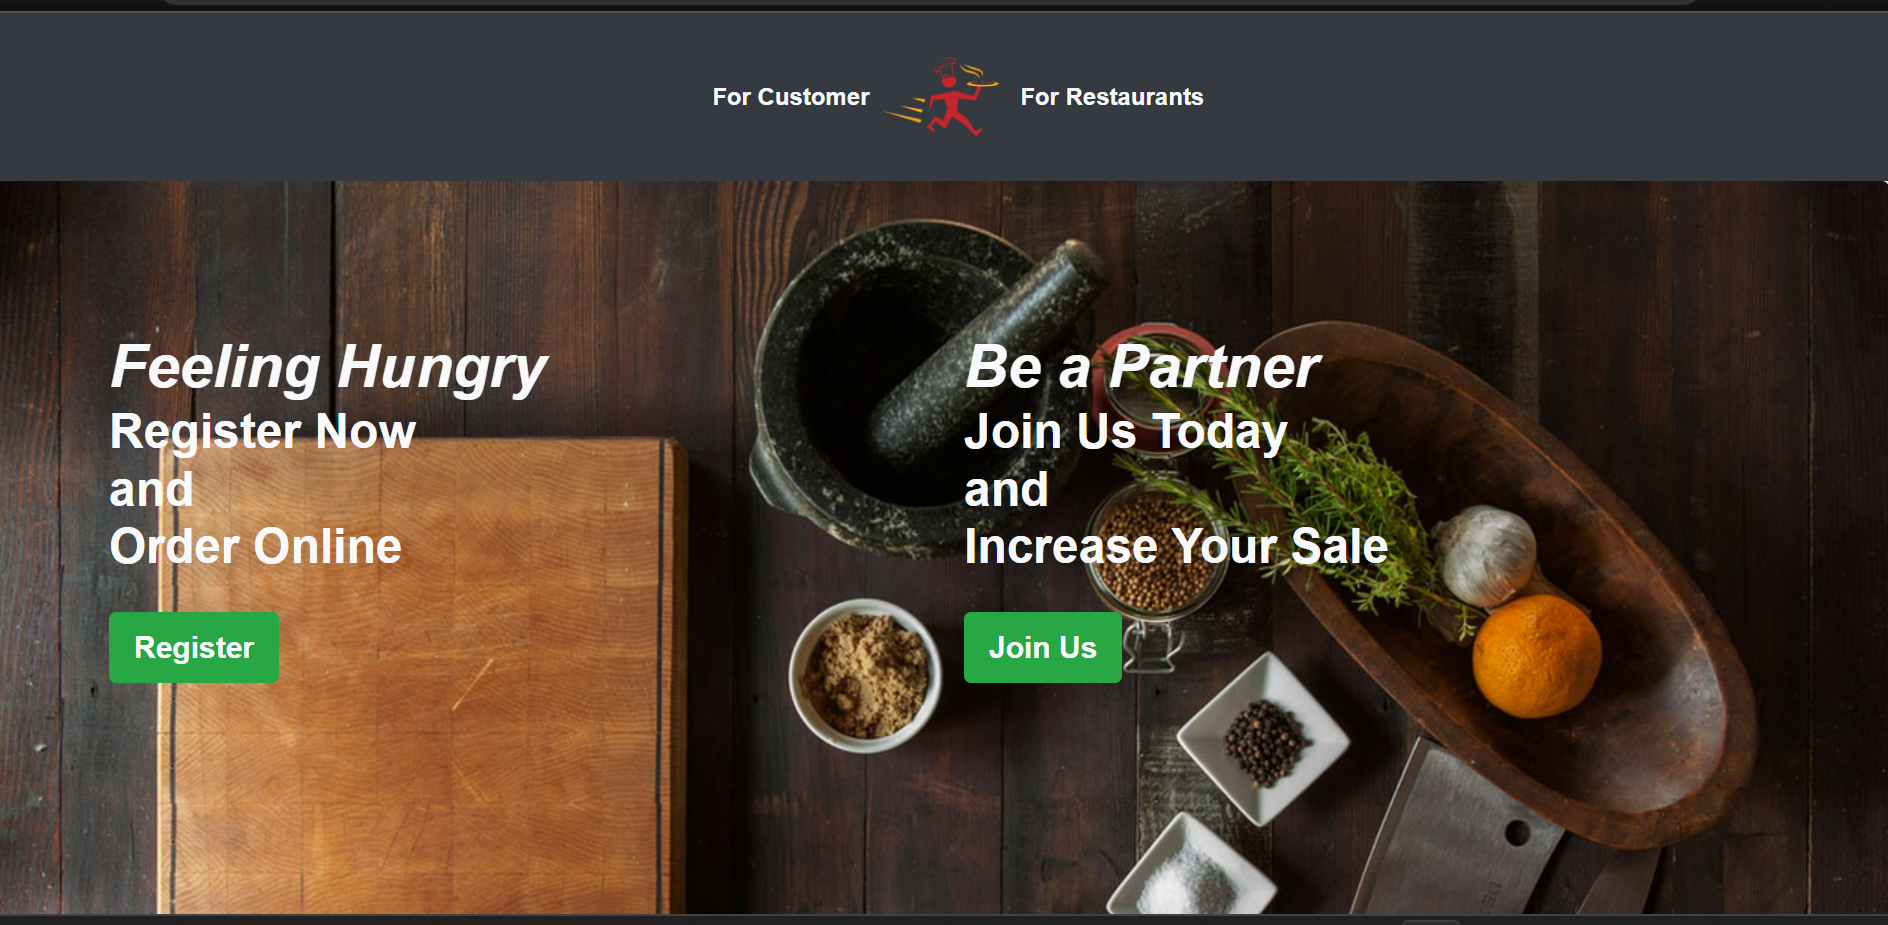 For Customer
For Restaurants
Feeling Hungry
Register Now
and
Order Online
Register
Be a Partner
Join Us Today
and
Increase Your Sale
Join Us